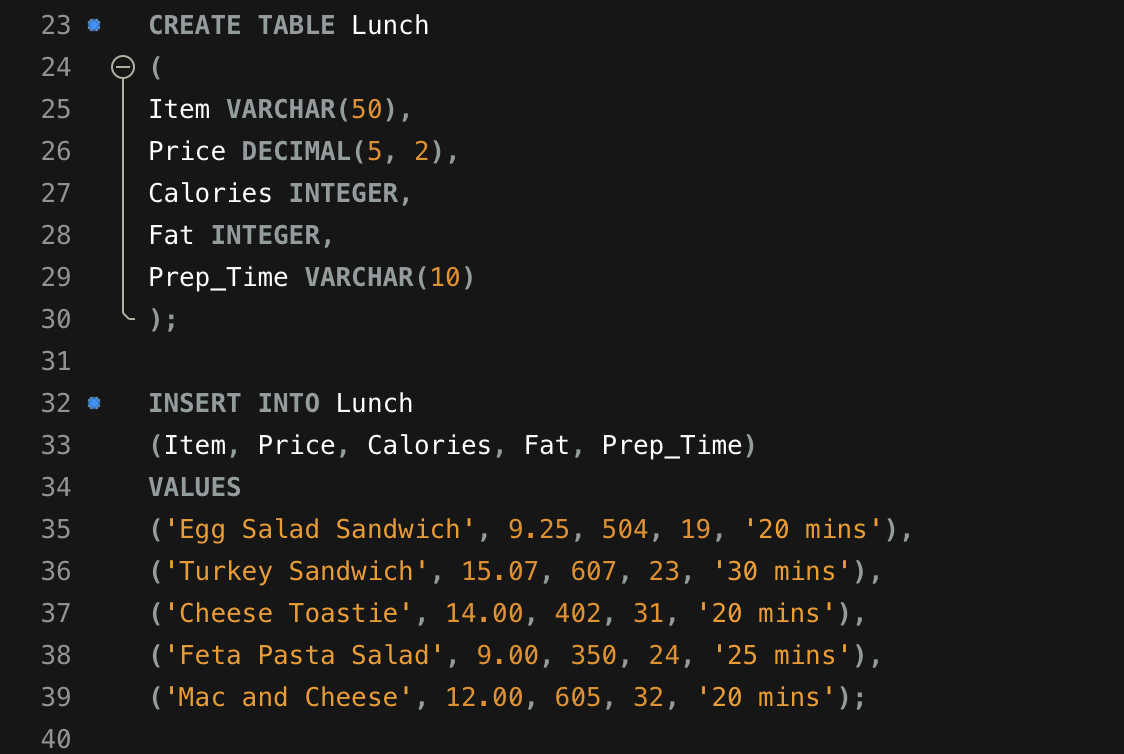 23 CREATE TABLE Lunch
24 (
25 Item VARCHAR(50),
26 Price DECIMAL(5, 2),
27 Calories INTEGER,
28 Fat INTEGER,
29 Prep_Time VARCHAR(10)
30 );
31
32 INSERT INTO Lunch
33 (Item, Price, Calories, Fat, Prep_Time)
34 VALUES
35 ('Egg Salad Sandwich', 9.25, 504, 19, '20 mins'),
36 ('Turkey Sandwich', 15.07, 607, 23, '30 mins'),
37 ('Cheese Toastie', 14.00, 402, 31, '20 mins'),
38 ('Feta Pasta Salad', 9.00, 350, 24, '25 mins'),
39 ('Mac and Cheese', 12.00, 605, 32, '20 mins');
40